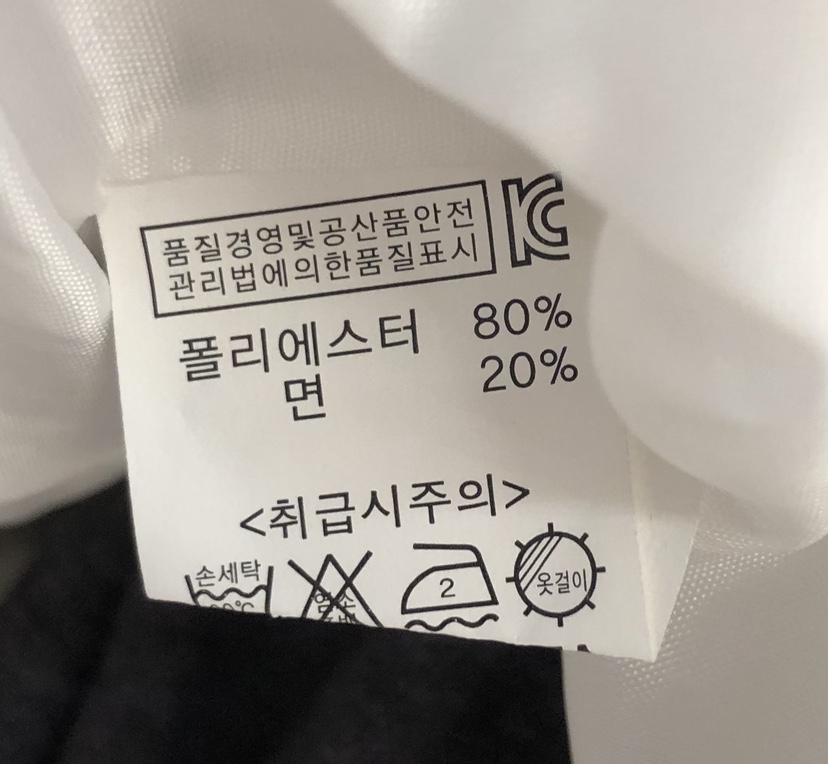 품질경영및공산품안전
관리법에의한품질표시
KC
폴리에스터 80%
면 20%
<취급시주의>
손세탁
2
옷걸이